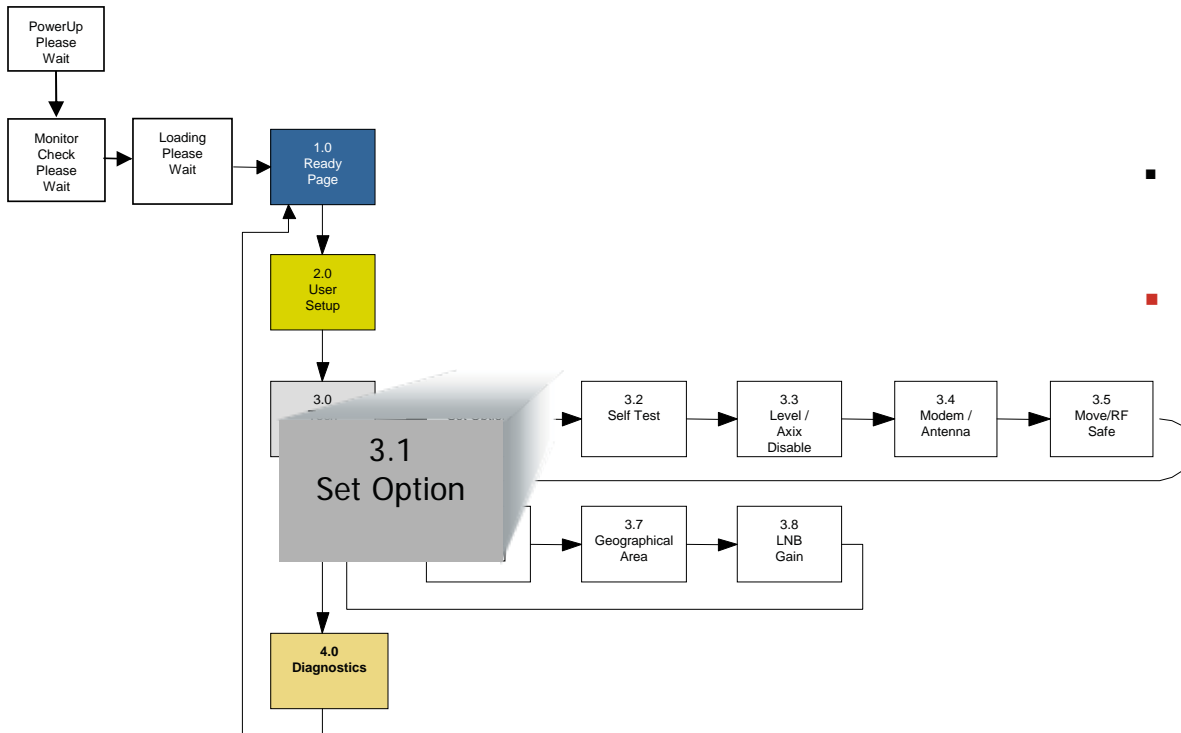 PowerUp
Please
Wait
Monitor
Check
Please
Wait
Loading
Please
Wait
1.0
Ready
Page
2.0
User
Setup
3.0
3.1
Set Option
3.2
Self Test
3.3
Level /
Axix
Disable
3.4
Modem /
Antenna
3.5
Move/RF
Safe
3.7
Geographical
Area
3.8
LNB
Gain
4.0
Diagnostics